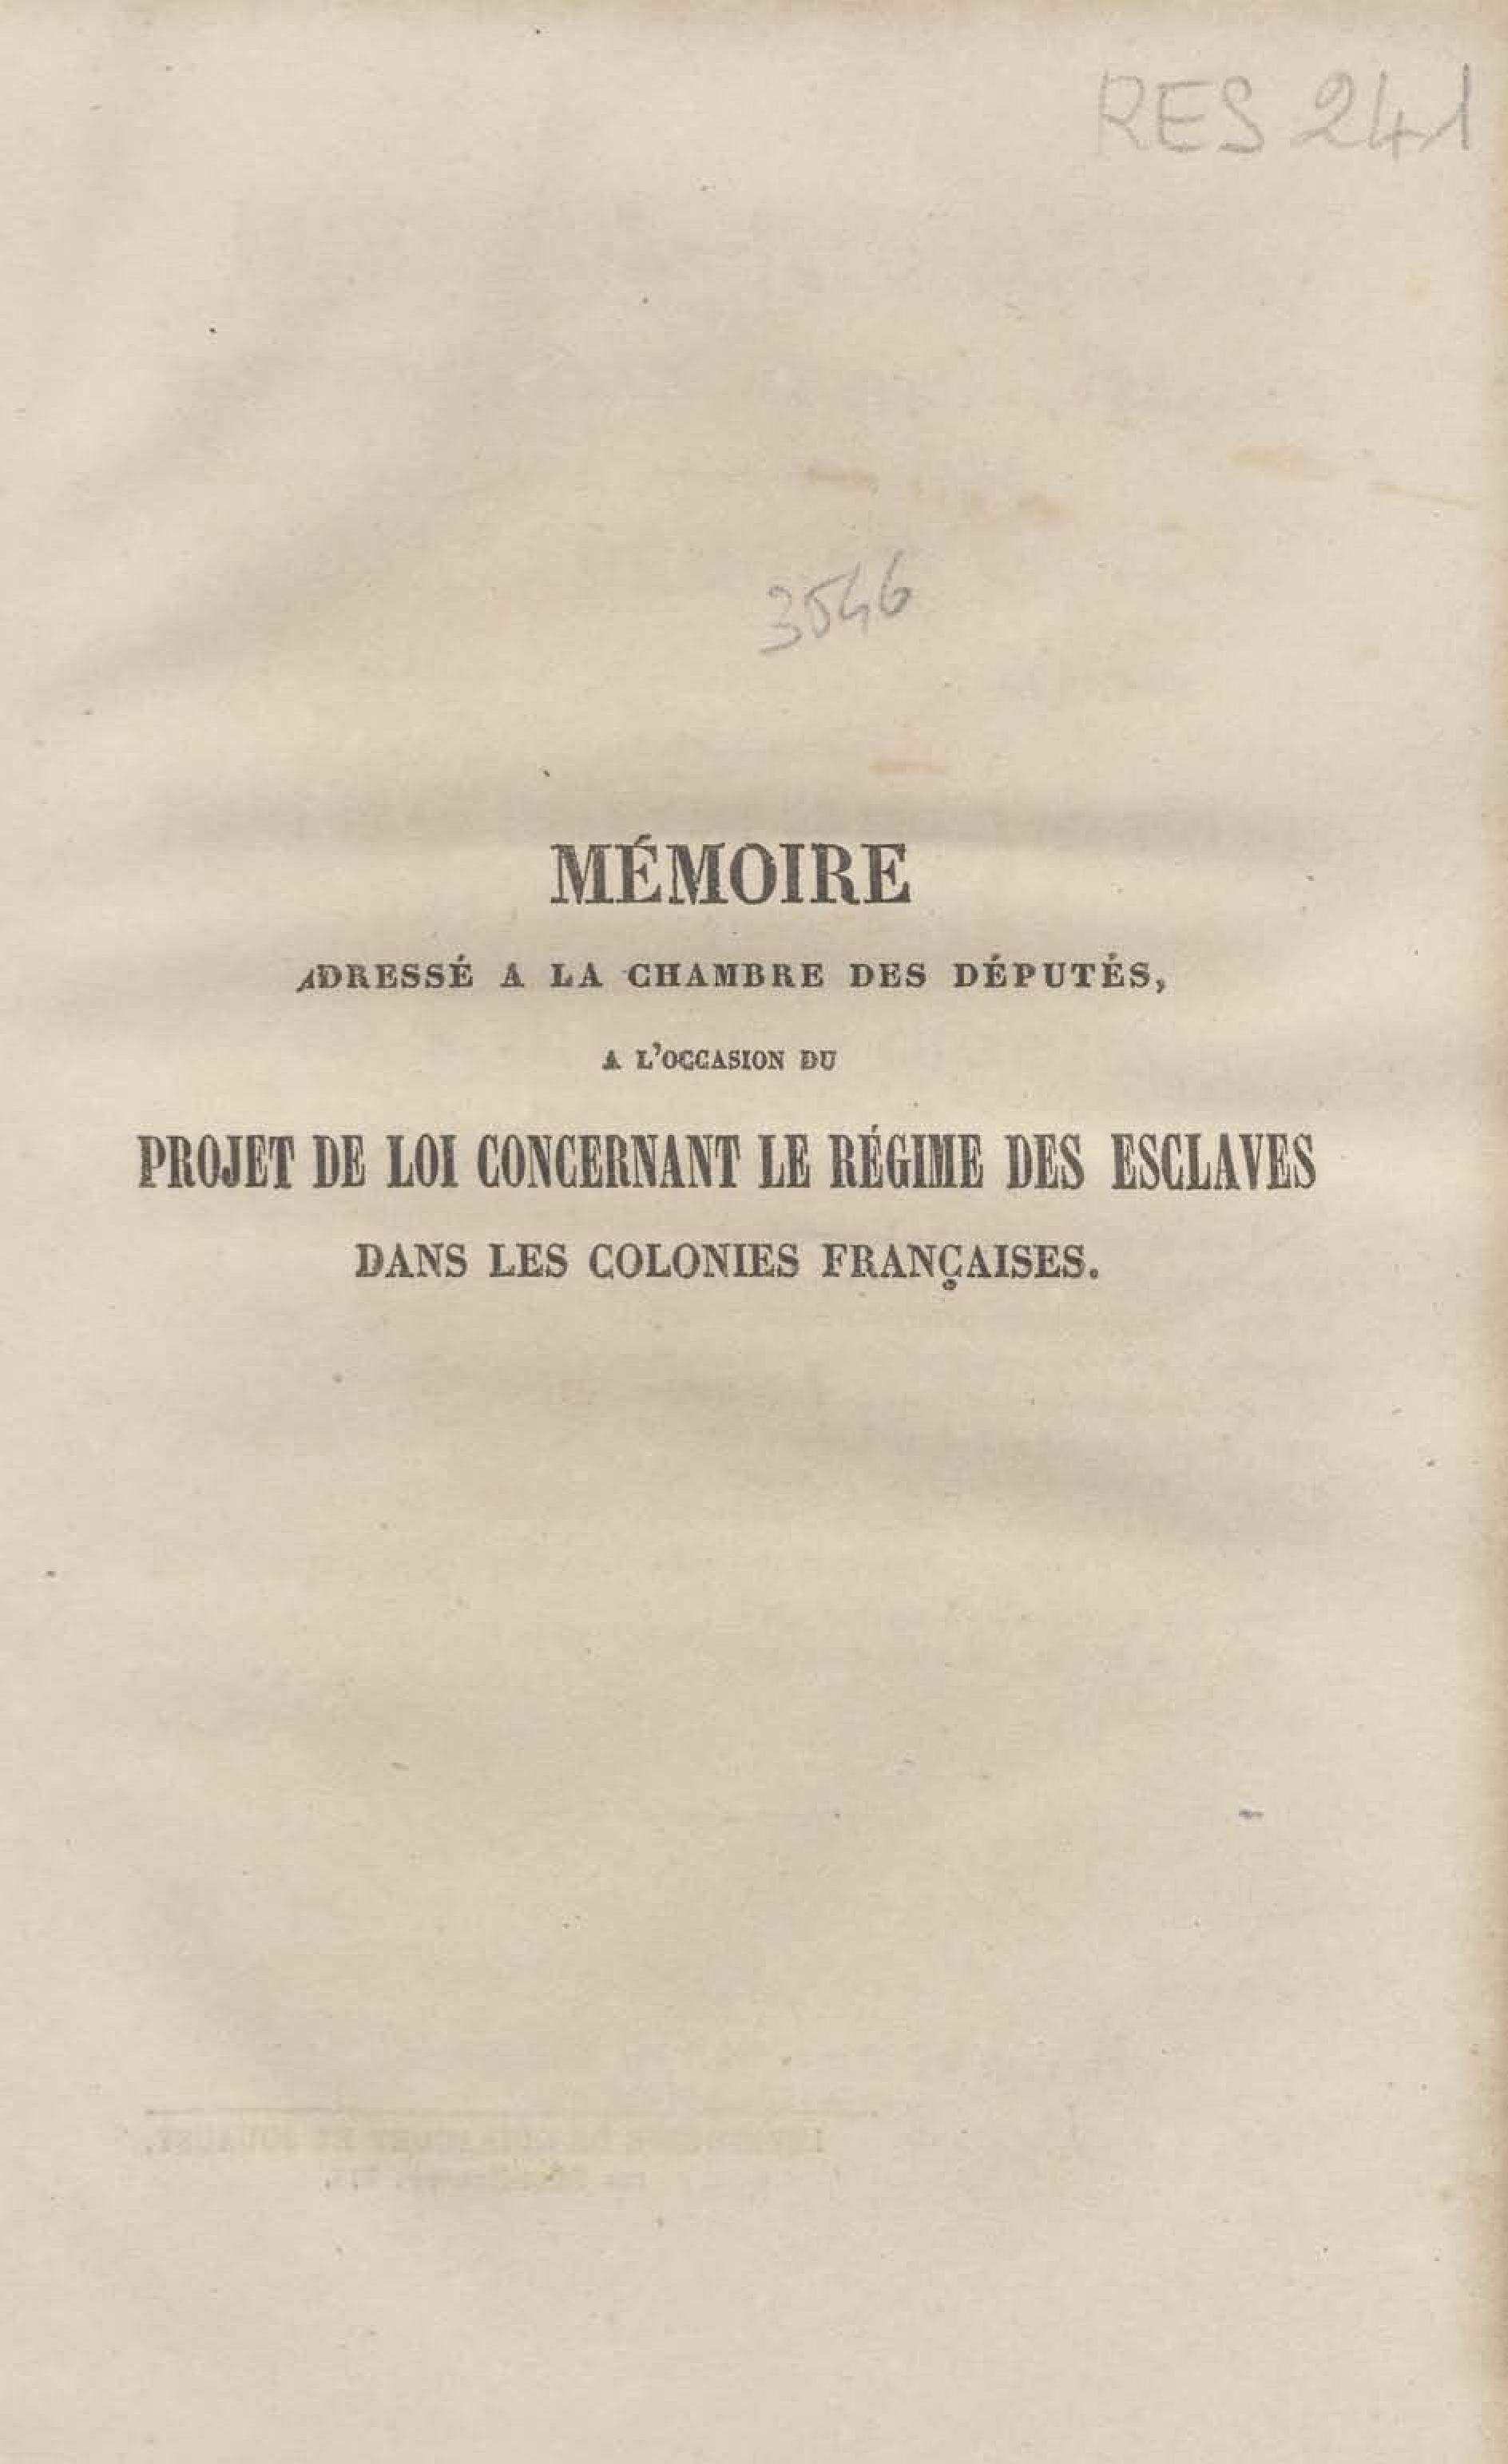 RES 241
3546
MÉMOIRE
ADRESSÉ A LA CHAMBRE DES DÉPUTÉS,
A L'OCCASION DU
PROJET DE LOI CONCERNANT LE RÉGIME DES ESCLAVES
DANS LES COLONIES FRANÇAISES.